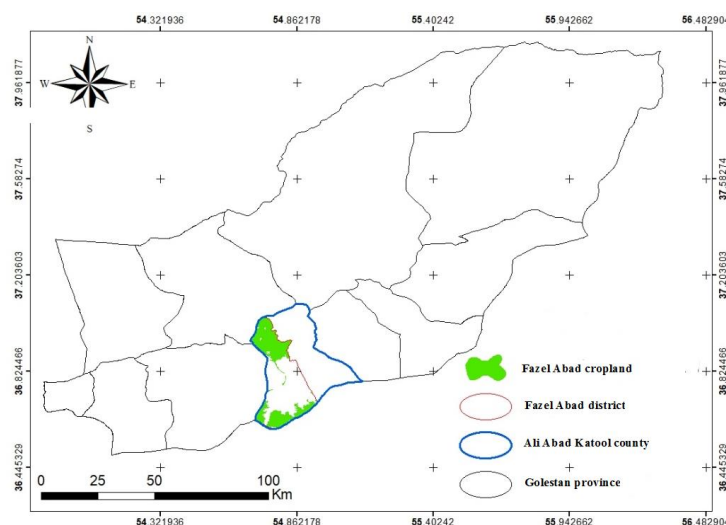 54.321936 54.862178 55.40242 55.942662 56.482904
N
W E
S
37.961877 37.961877
37.58274 37.58274
37.203603 37.203603
36.824466 36.824466
36.445329 36.445329
Fazel Abad cropland
Fazel Abad district
Ali Abad Katool county
Golestan province
0 25 50 100
Km
54.321936 54.862178 55.40242 55.942662 56.482904